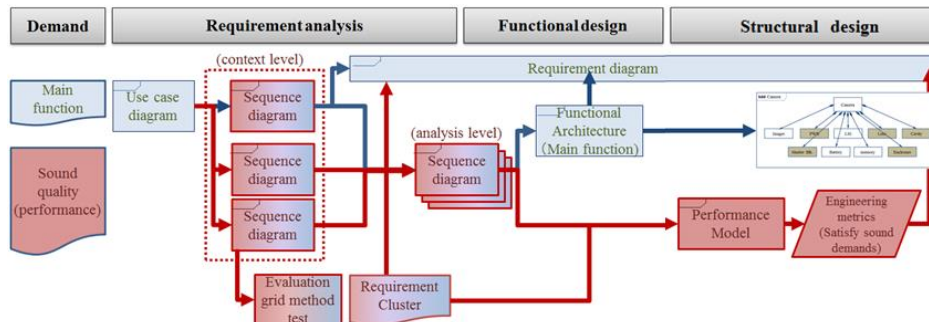 Demand
Requirement analysis
Functional design
Structural design
(context level)
Main
function
Use case
diagram
Sequence
diagram
Requirement diagram
Functional
Architecture
(Main function)
(analysis level)
Sound
quality
(performance)
Sequence
diagram
Sequence
diagram
Sequence
diagram
Performance
Model
Engineering
metrics
(Satisfy sound
demands)
Evaluation
grid method
test
Requirement
Cluster